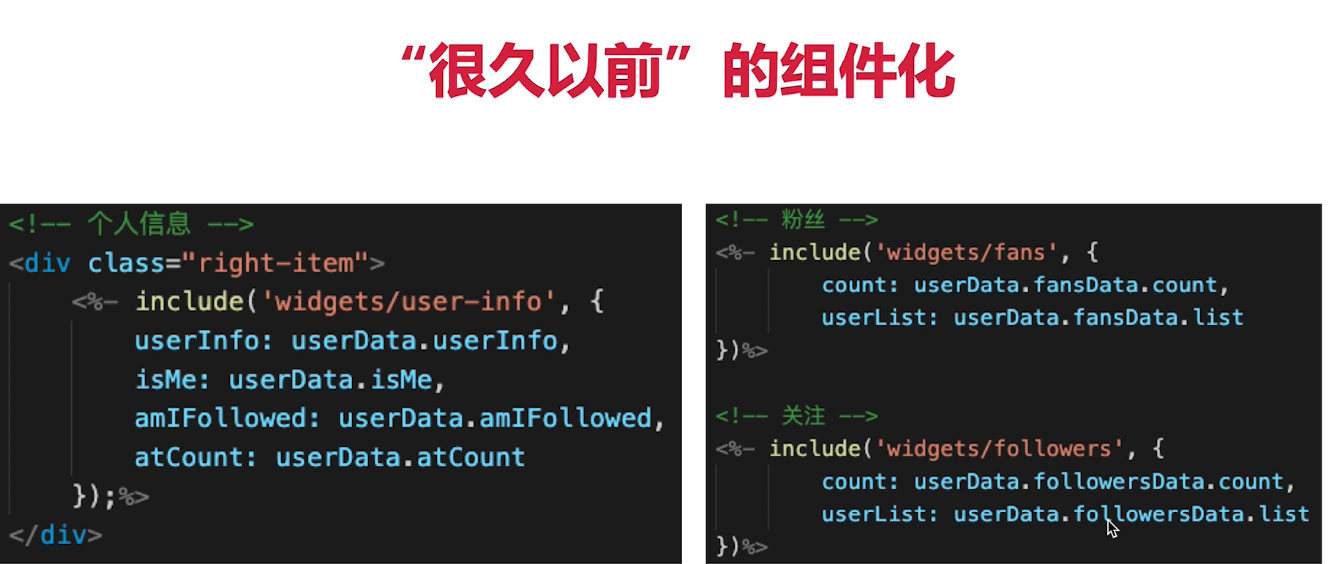 “很久以前”的组件化
<!-- 个人信息 -->
<div class="right-item">
<%- include('widgets/user-info', {
userInfo: userData.userInfo,
isMe: userData.isMe,
amIFollowed: userData.amIFollowed,
atCount: userData.atCount
});%>
</div>
<!-- 粉丝 -->
<%- include('widgets/fans', {
count: userData.fansData.count,
userList: userData.fansData.list
})%>
<!-- 关注 -->
<%- include('widgets/followers', {
count: userData.followersData.count,
userList: userData.followersData.list
})%>